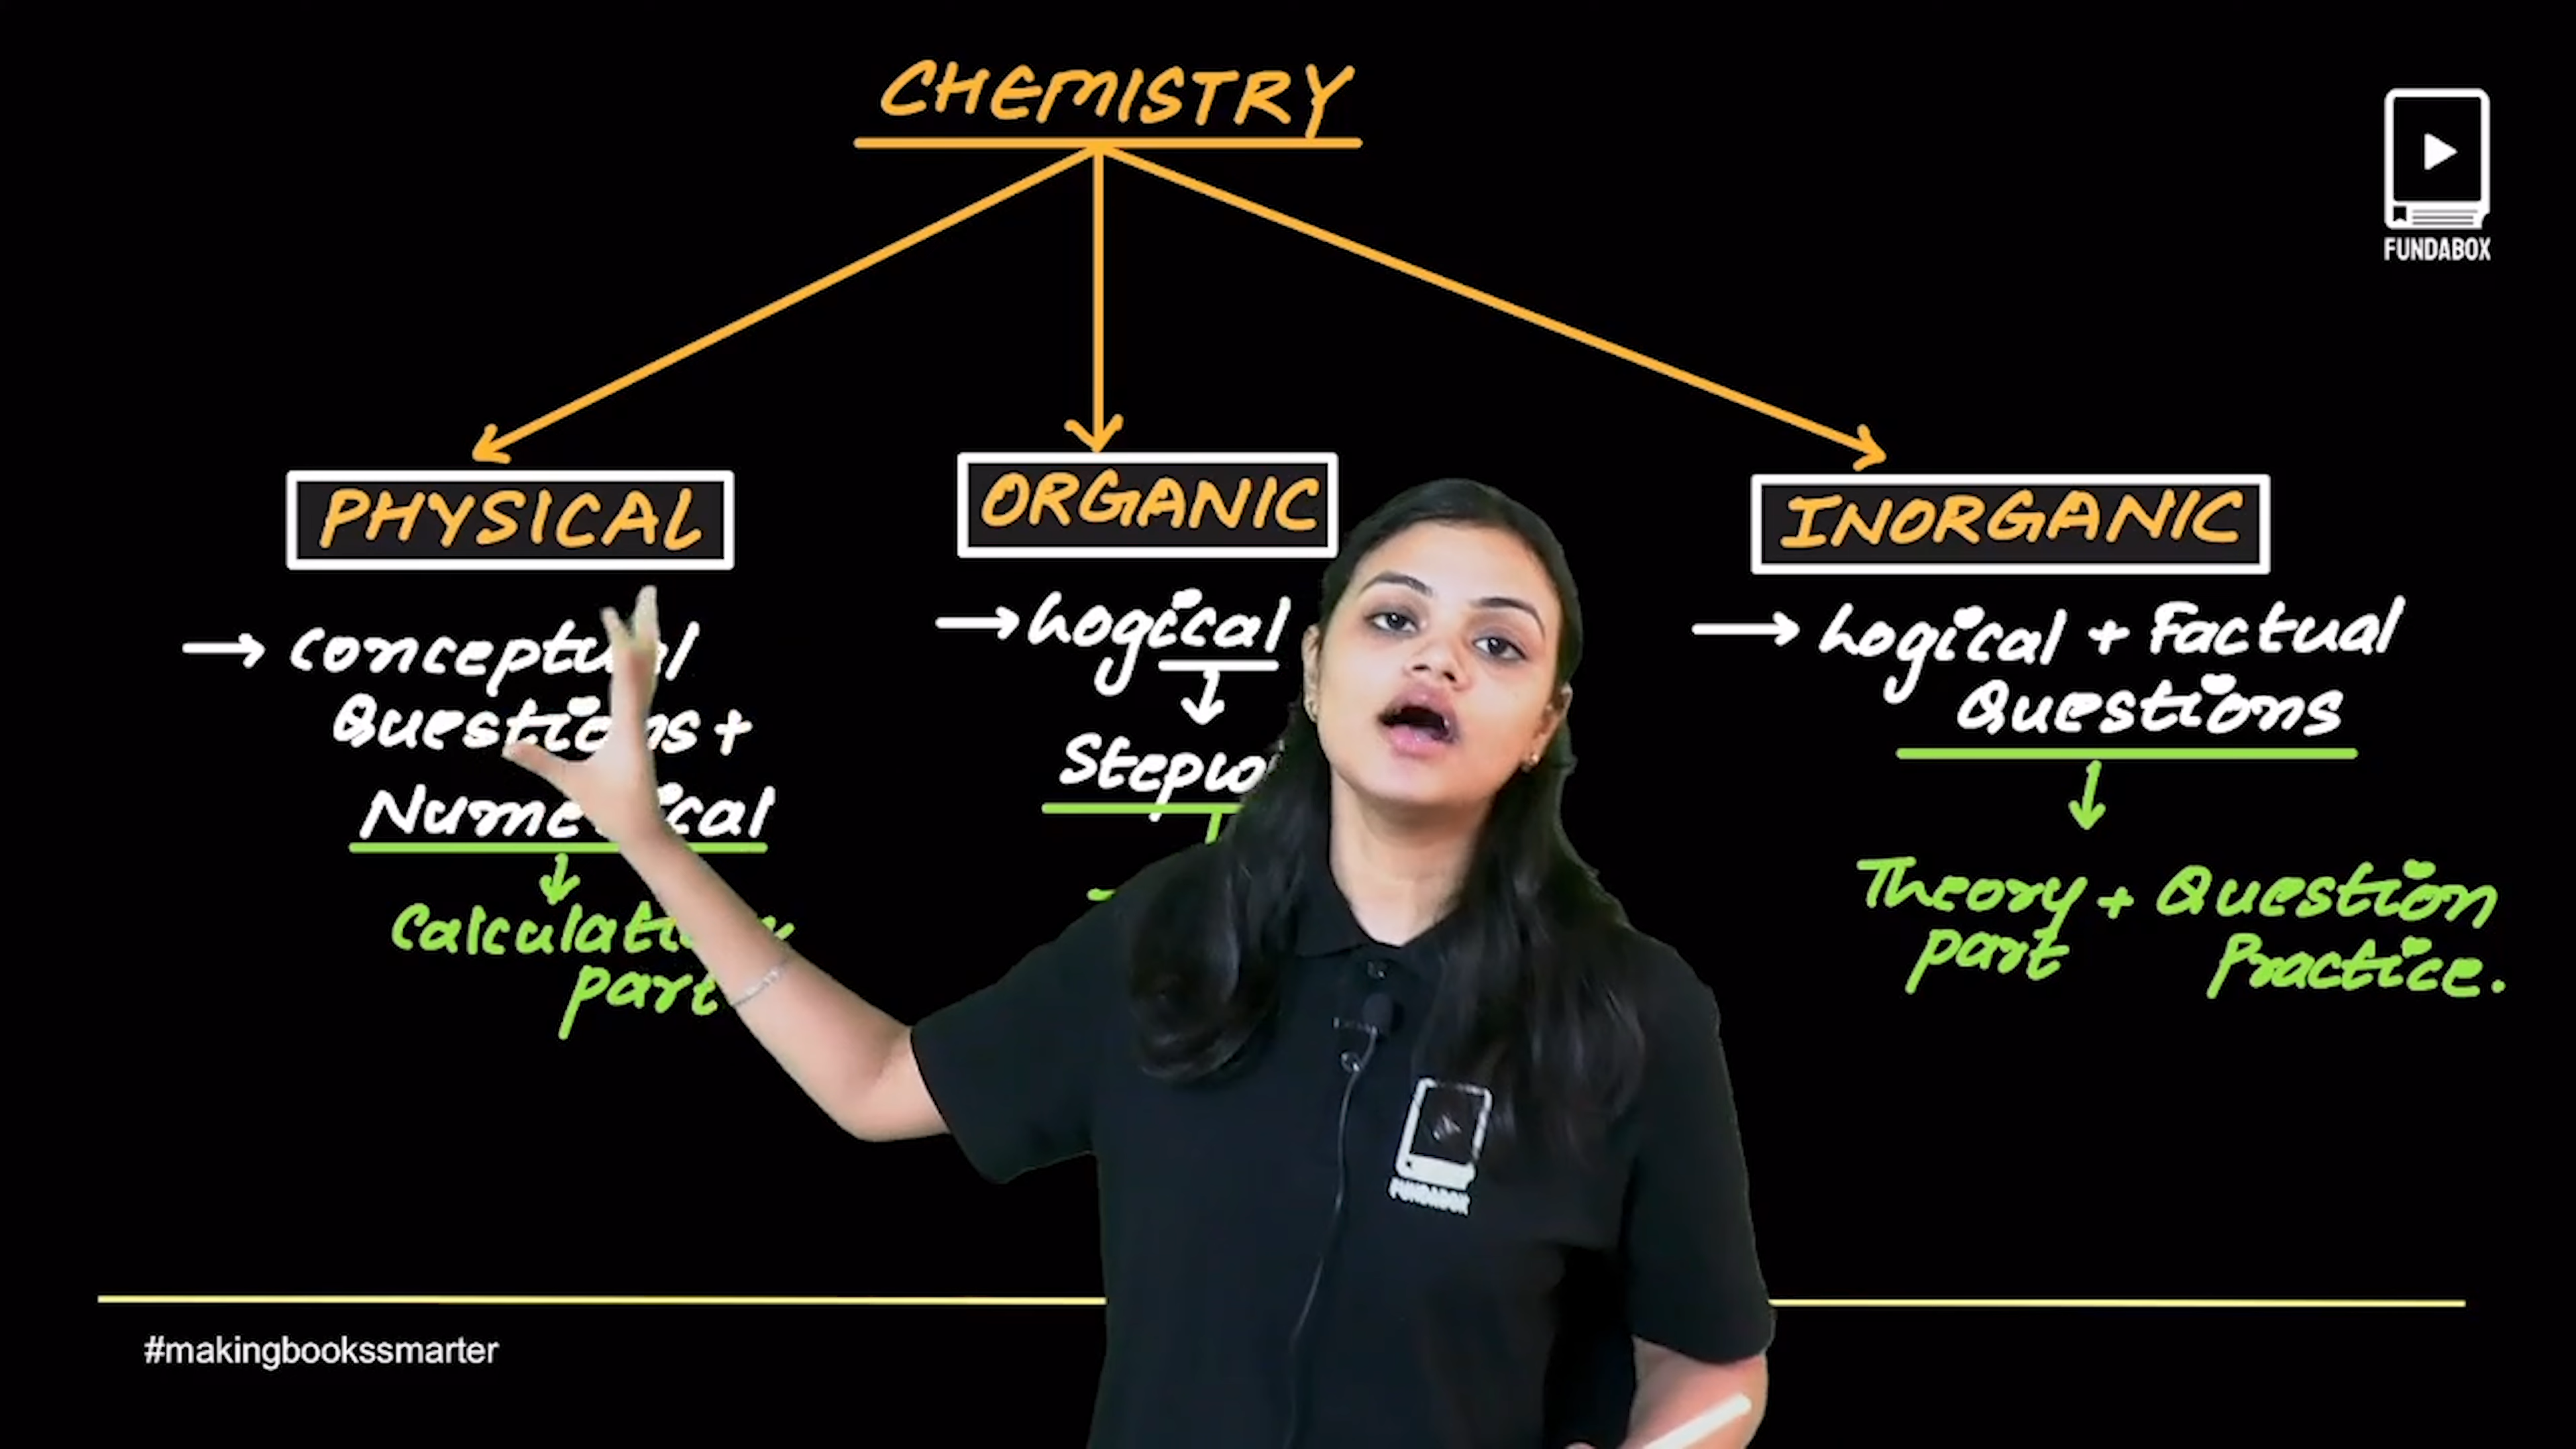 CHEMISTRY
FUNDABOX
PHYSICAL
→ Conceptual
Questions +
Numerical
↓
part
ORGANIC
→ Logical
↓
INORGANIC
→ Logical + Factual
Questions
↓
Theory + Question
part Practice.
FUNDABOX
#makingbookssmarter